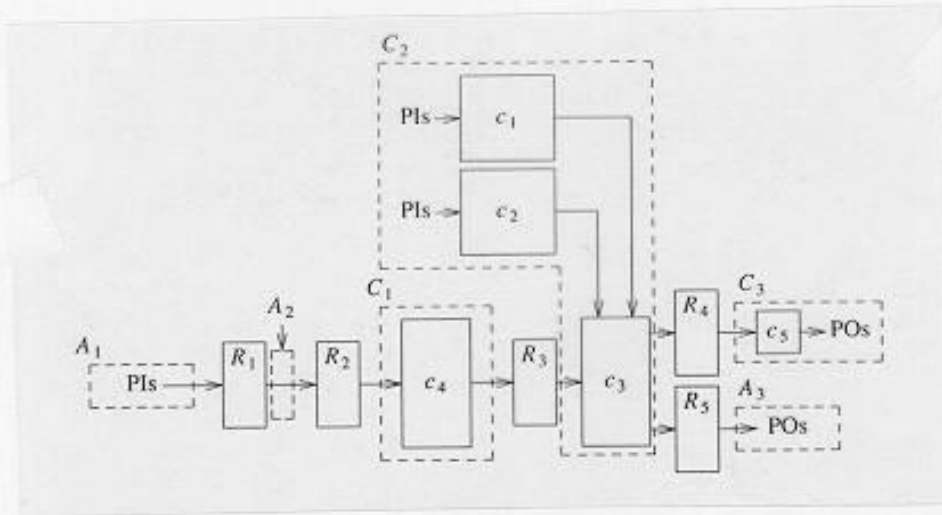 C2
PIs c1
PIs c2
C1
A2
A1
PIs
R1
R2
c4
R3
c3
R4
C3
c5 POs
R5
A3
POs